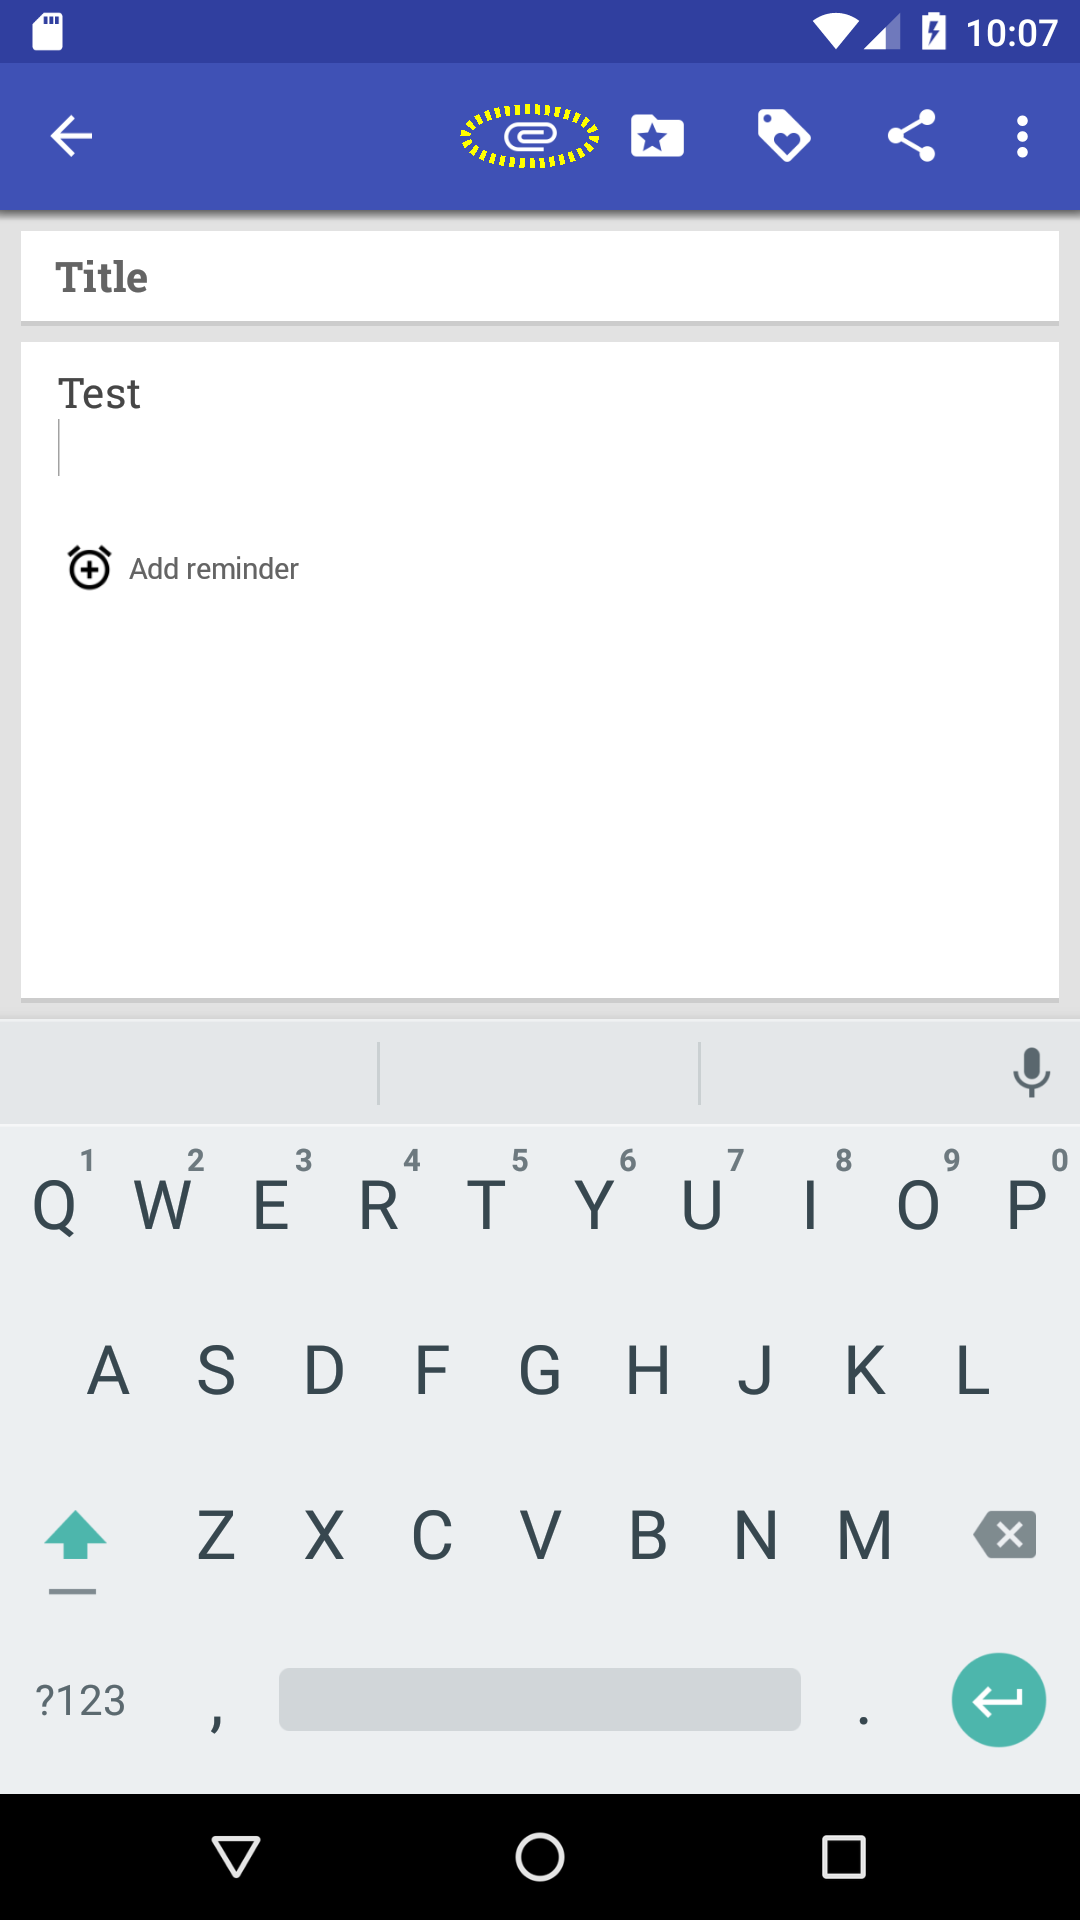 10:07
Title
Test
Add reminder
1 2 3 4 5 6 7 8 9 0
Q W E R T Y U I O P
A S D F G H J K L
Z X C V B N M
?123 , .